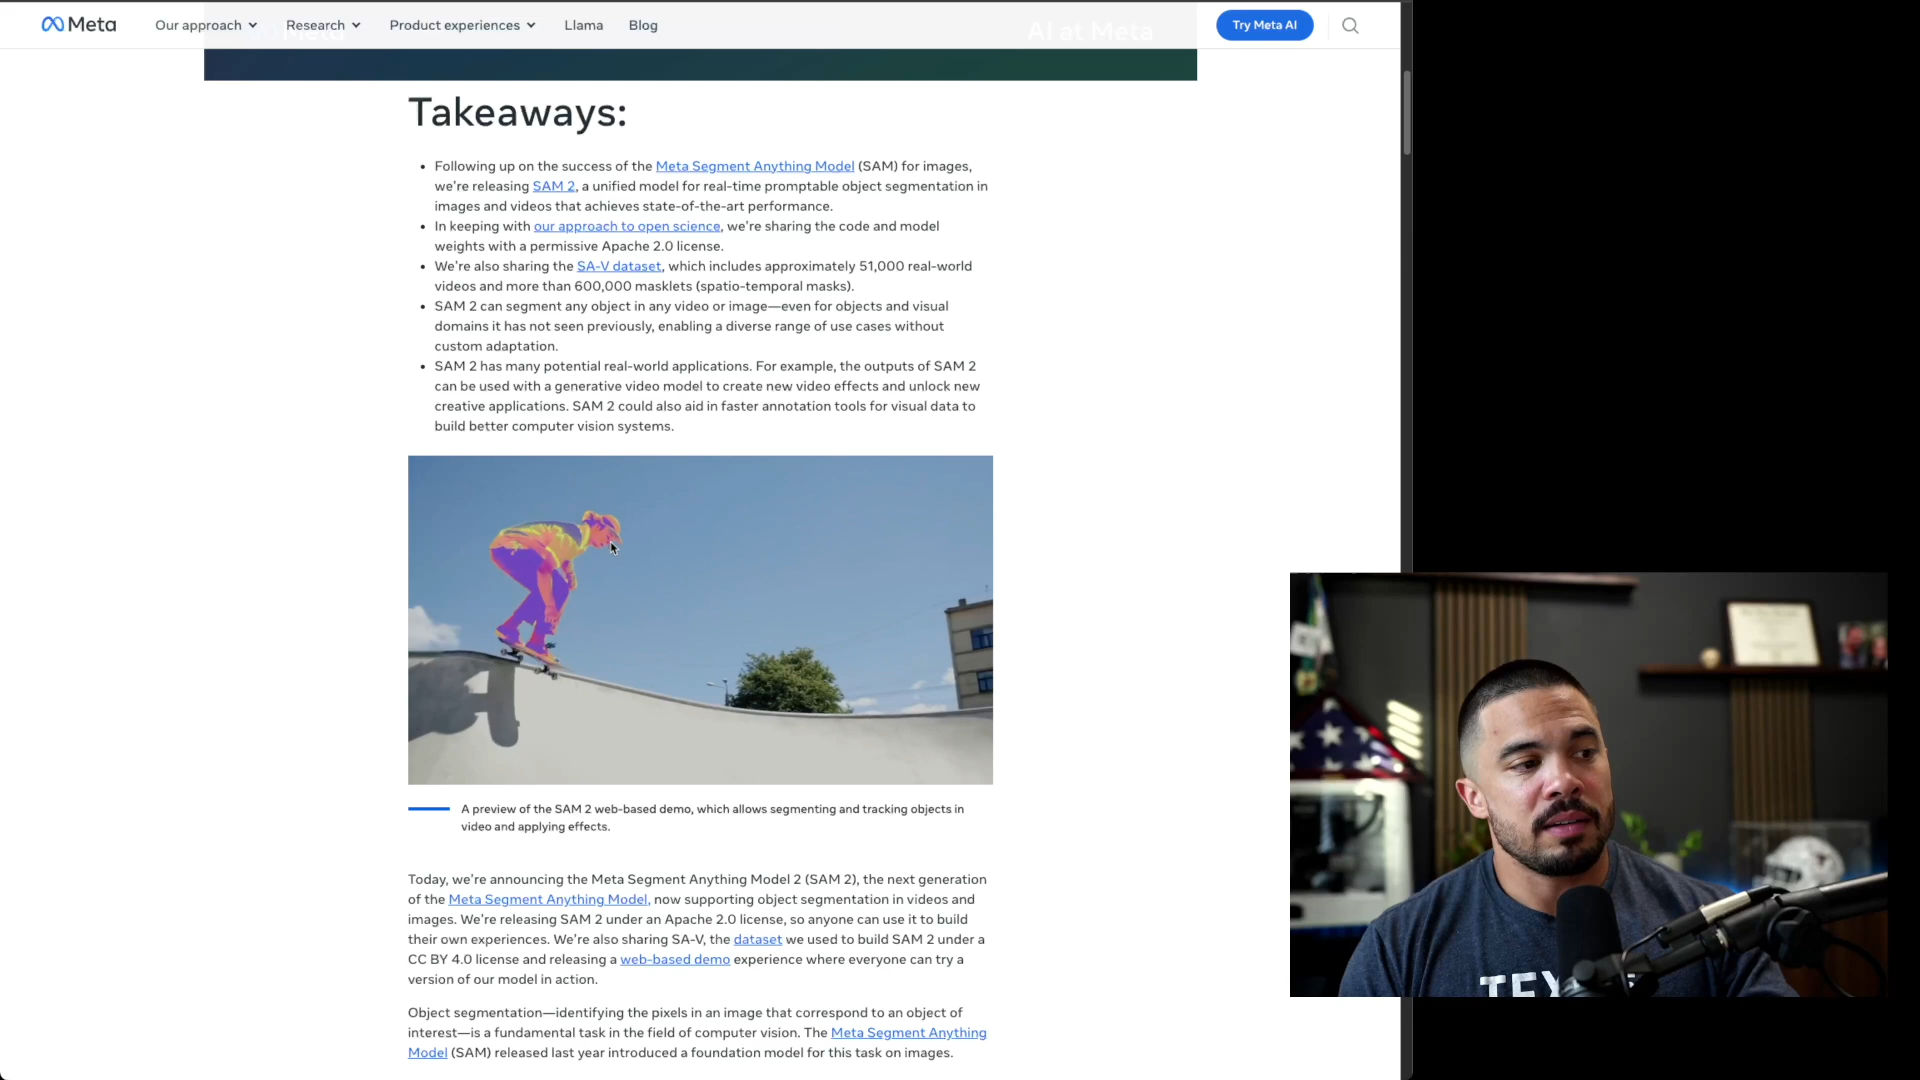 Meta
Our approach
Research
Product experiences
Llama
Blog
Try Meta AI
Meta
AI at Meta
Takeaways:
• Following up on the success of the Meta Segment Anything Model (SAM) for images,
we’re releasing SAM 2, a unified model for real-time promptable object segmentation in
images and videos that achieves state-of-the-art performance.
• In keeping with our approach to open science, we’re sharing the code and model
weights with a permissive Apache 2.0 license.
• We’re also sharing the SA-V dataset, which includes approximately 51,000 real-world
videos and more than 600,000 masklets (spatio-temporal masks).
• SAM 2 can segment any object in any video or image—even for objects and visual
domains it has not seen previously, enabling a diverse range of use cases without
custom adaptation.
• SAM 2 has many potential real-world applications. For example, the outputs of SAM 2
can be used with a generative video model to create new video effects and unlock new
creative applications. SAM 2 could also aid in faster annotation tools for visual data to
build better computer vision systems.
A preview of the SAM 2 web-based demo, which allows segmenting and tracking objects in
video and applying effects.
Today, we’re announcing the Meta Segment Anything Model 2 (SAM 2), the next generation
of the Meta Segment Anything Model, now supporting object segmentation in videos and
images. We’re releasing SAM 2 under an Apache 2.0 license, so anyone can use it to build
their own experiences. We’re also sharing SA-V, the dataset we used to build SAM 2 under a
CC BY 4.0 license and releasing a web-based demo experience where everyone can try a
version of our model in action.
Object segmentation—identifying the pixels in an image that correspond to an object of
interest—is a fundamental task in the field of computer vision. The Meta Segment Anything
Model (SAM) released last year introduced a foundation model for this task on images.